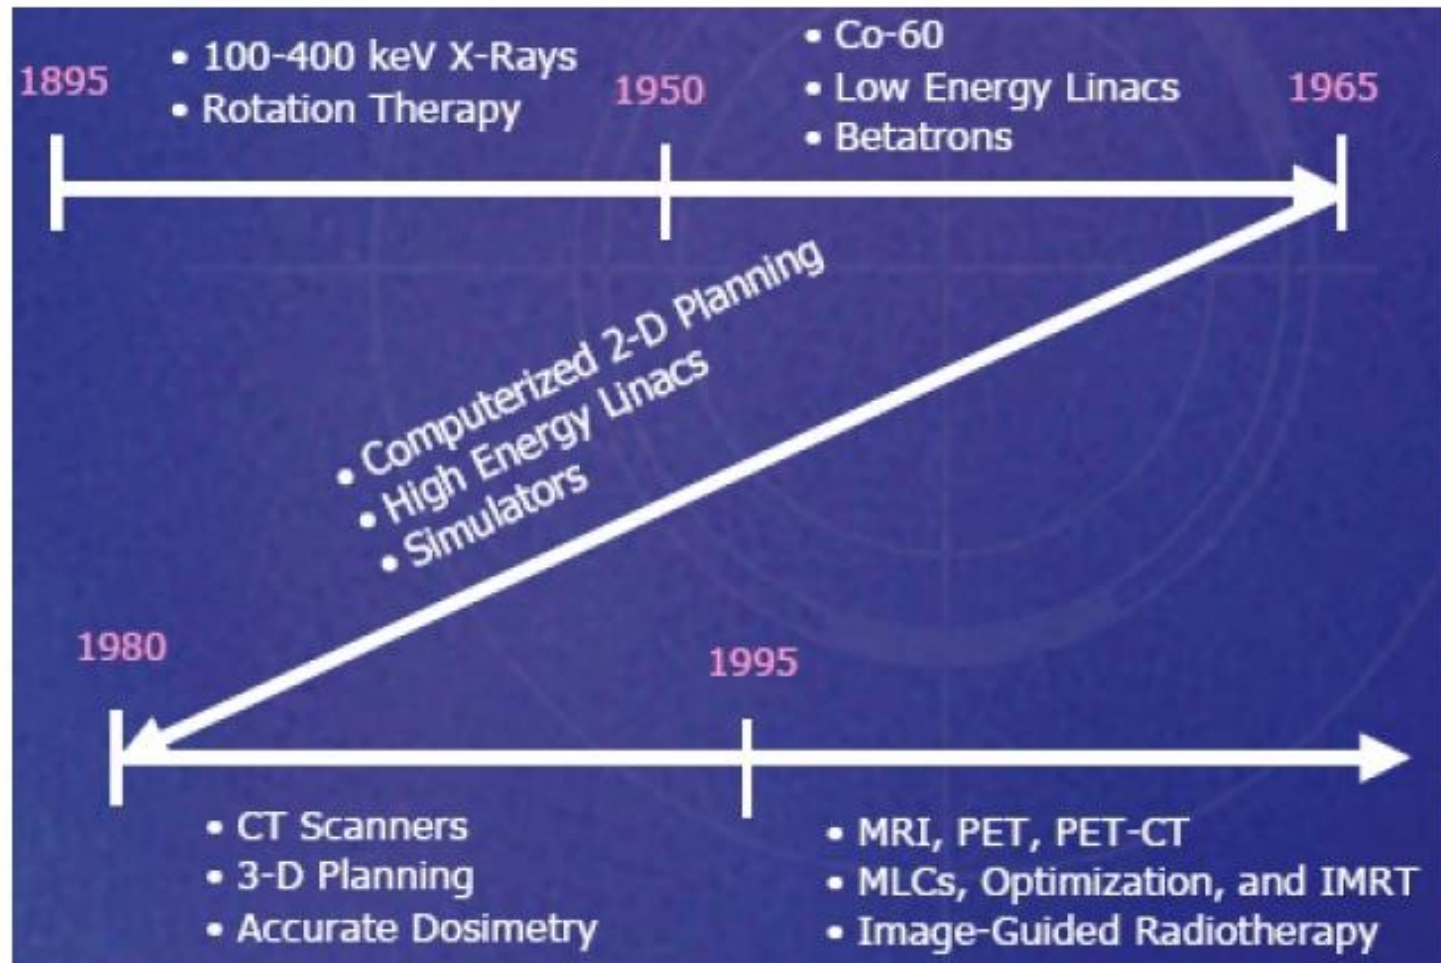 1895
• 100-400 keV X-Rays
• Rotation Therapy
1950
• Co-60
• Low Energy Linacs
• Betatrons
1965
• Computerized 2-D Planning
• High Energy Linacs
• Simulators
1980
• CT Scanners
• 3-D Planning
• Accurate Dosimetry
1995
• MRI, PET, PET-CT
• MLCs, Optimization, and IMRT
• Image-Guided Radiotherapy